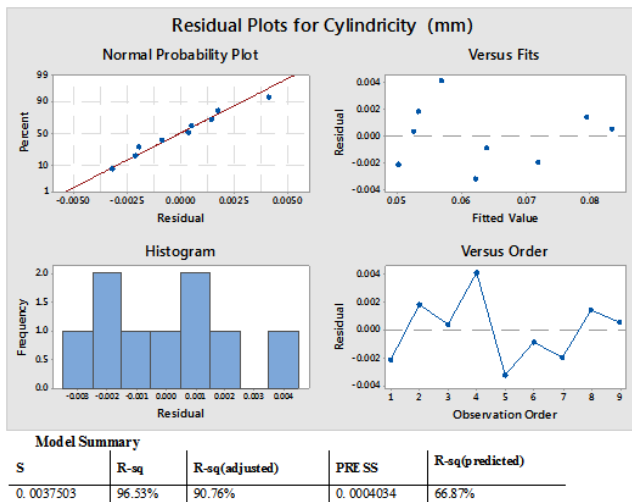 Residual Plots for Cylindricity (mm)
Normal Probability Plot
Versus Fits
99
90
50
10
1
Percent
-0.0050
-0.0025
0.0000
0.0025
0.0050
Residual
0.004
0.002
0.000
-0.002
-0.004
Residual
0.05
0.06
0.07
0.08
Fitted Value
Histogram
Versus Order
2.0
1.5
1.0
0.5
0.0
Frequency
-0.003
-0.002
-0.001
0.000
0.001
0.002
0.003
0.004
Residual
0.004
0.002
0.000
-0.002
-0.004
Residual
1
2
3
4
5
6
7
8
9
Observation Order
Model Summary
S R-sq R-sq(adjusted) PRESS R-sq(predicted)
0. 0037503 96.53% 90.76% 0. 0004034 66.87%